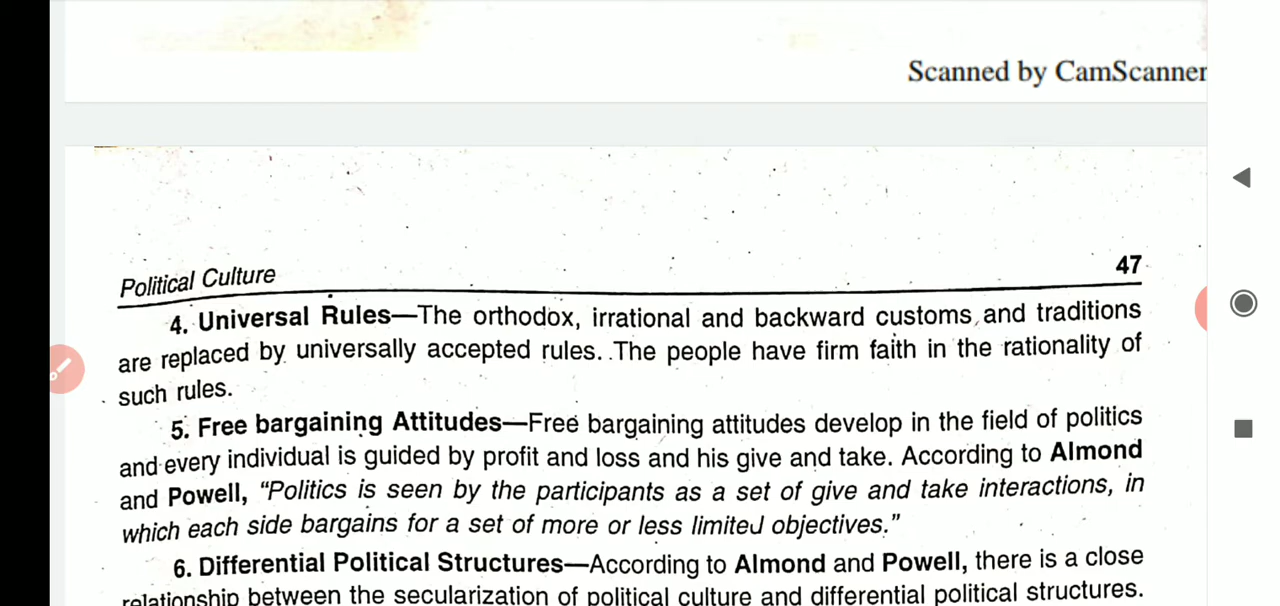 Scanned by CamScanner
Political Culture
47
4. Universal Rules—The orthodox, irrational and backward customs and traditions
are replaced by universally accepted rules. The people have firm faith in the rationality of
such rules.
5. Free bargaining Attitudes—Free bargaining attitudes develop in the field of politics
and every individual is guided by profit and loss and his give and take. According to Almond
and Powell, "Politics is seen by the participants as a set of give and take interactions, in
which each side bargains for a set of more or less limited objectives."
6. Differential Political Structures—According to Almond and Powell, there is a close
relationship between the secularization of political culture and differential political structures.